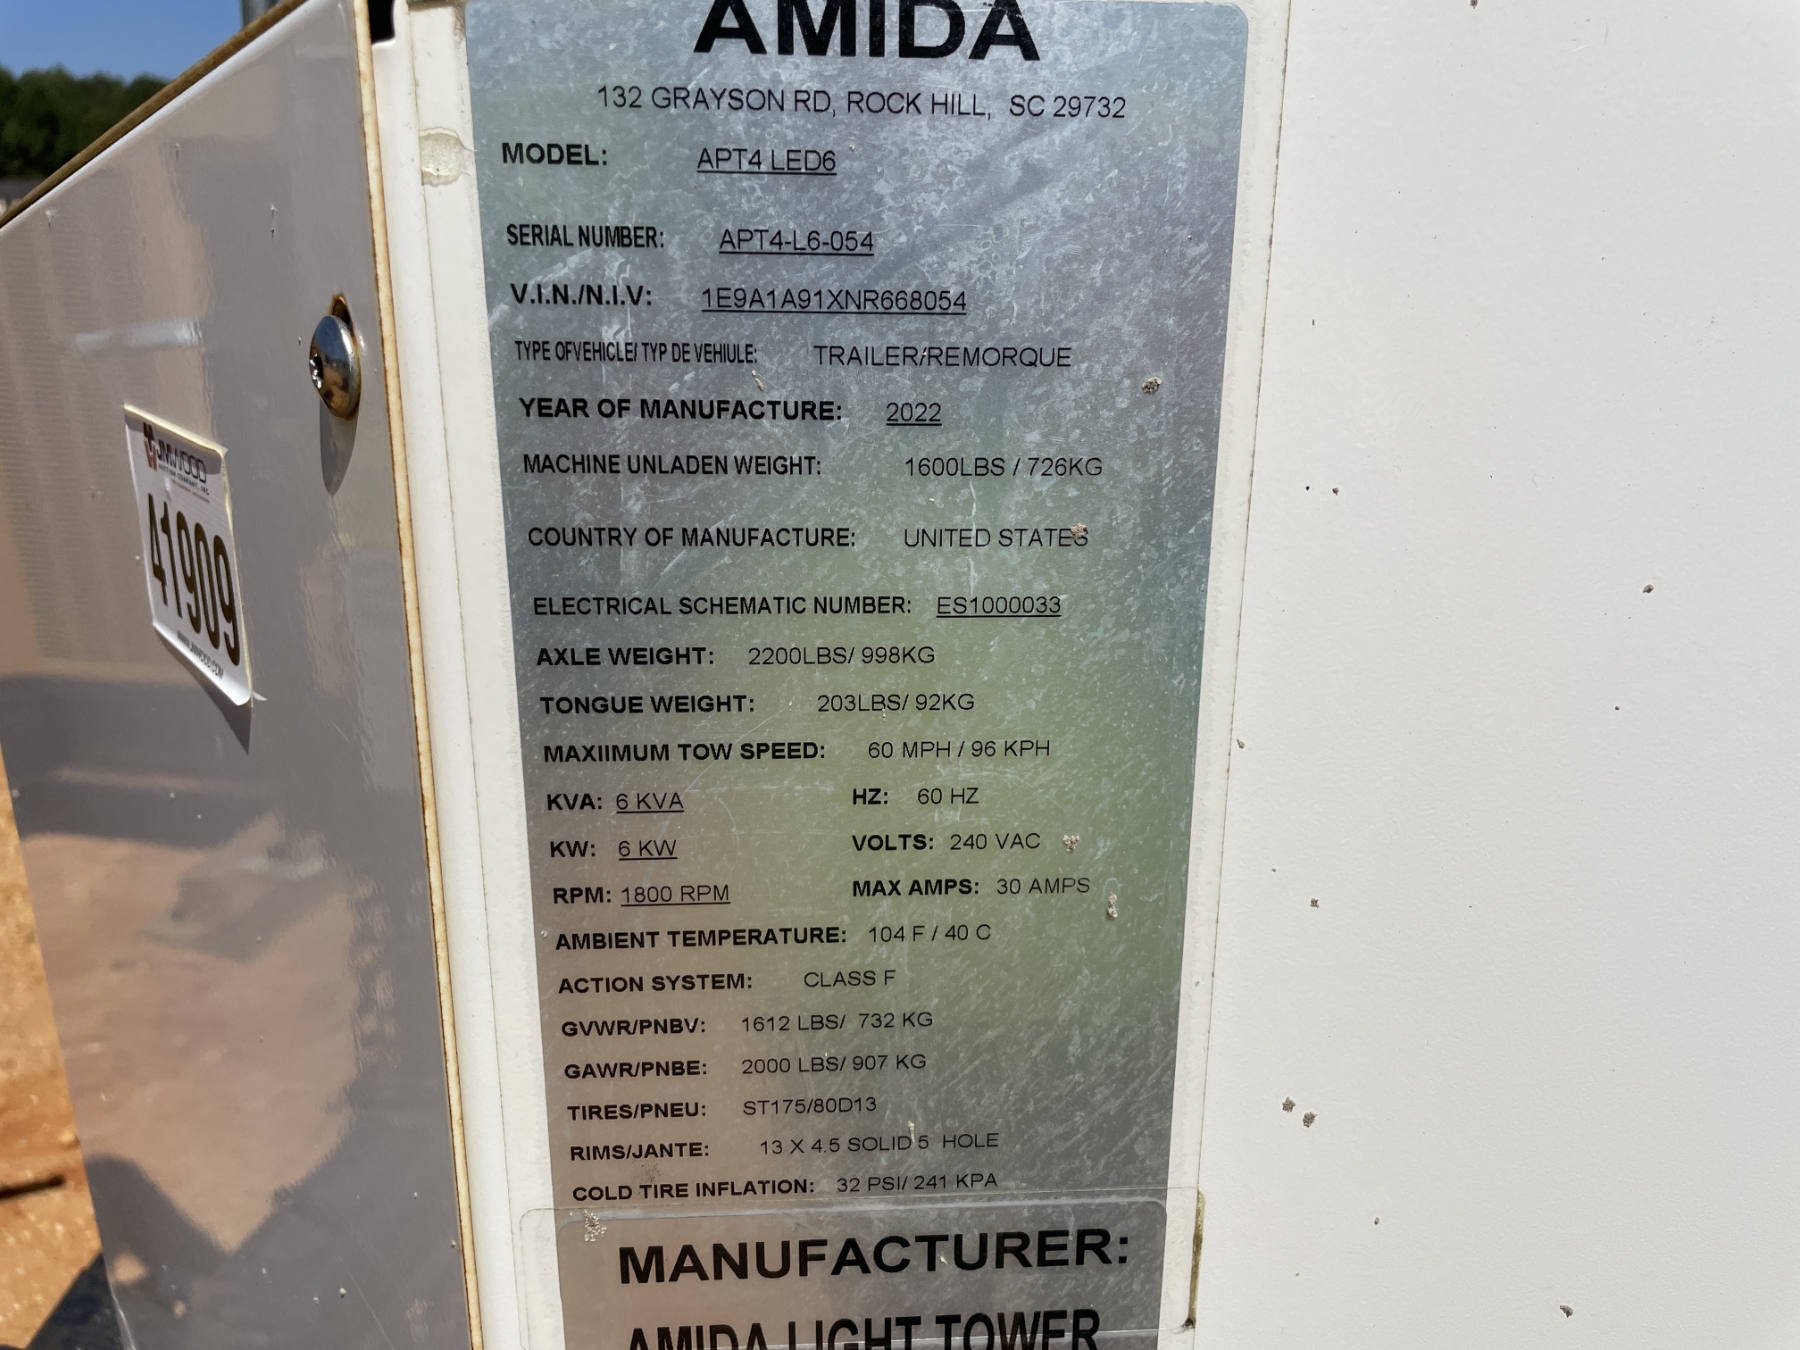 AMIDA
132 GRAYSON RD, ROCK HILL, SC 29732
MODEL: APT4 LED6
SERIAL NUMBER: APT4-L6-054
V.I.N./N.I.V: 1E9A1A91XNR668054
TYPE OFVEHICLE/ TYP DE VEHIULE: TRAILER/REMORQUE
YEAR OF MANUFACTURE: 2022
MACHINE UNLADEN WEIGHT: 1600LBS / 726KG
COUNTRY OF MANUFACTURE: UNITED STATES
ELECTRICAL SCHEMATIC NUMBER: ES1000033
AXLE WEIGHT: 2200LBS/ 998KG
TONGUE WEIGHT: 203LBS/ 92KG
MAXIIMUM TOW SPEED: 60 MPH / 96 KPH
KVA: 6 KVA HZ: 60 HZ
KW: 6 KW VOLTS: 240 VAC
RPM: 1800 RPM MAX AMPS: 30 AMPS
AMBIENT TEMPERATURE: 104 F / 40 C
ACTION SYSTEM: CLASS F
GVWR/PNBV: 1612 LBS/ 732 KG
GAWR/PNBE: 2000 LBS/ 907 KG
TIRES/PNEU: ST175/80D13
RIMS/JANTE: 13 X 4.5 SOLID 5 HOLE
COLD TIRE INFLATION: 32 PSI/ 241 KPA
MANUFACTURER:
AMIDA LIGHT TOWER
JMWOOD
41909
WWW.JMWOOD.COM